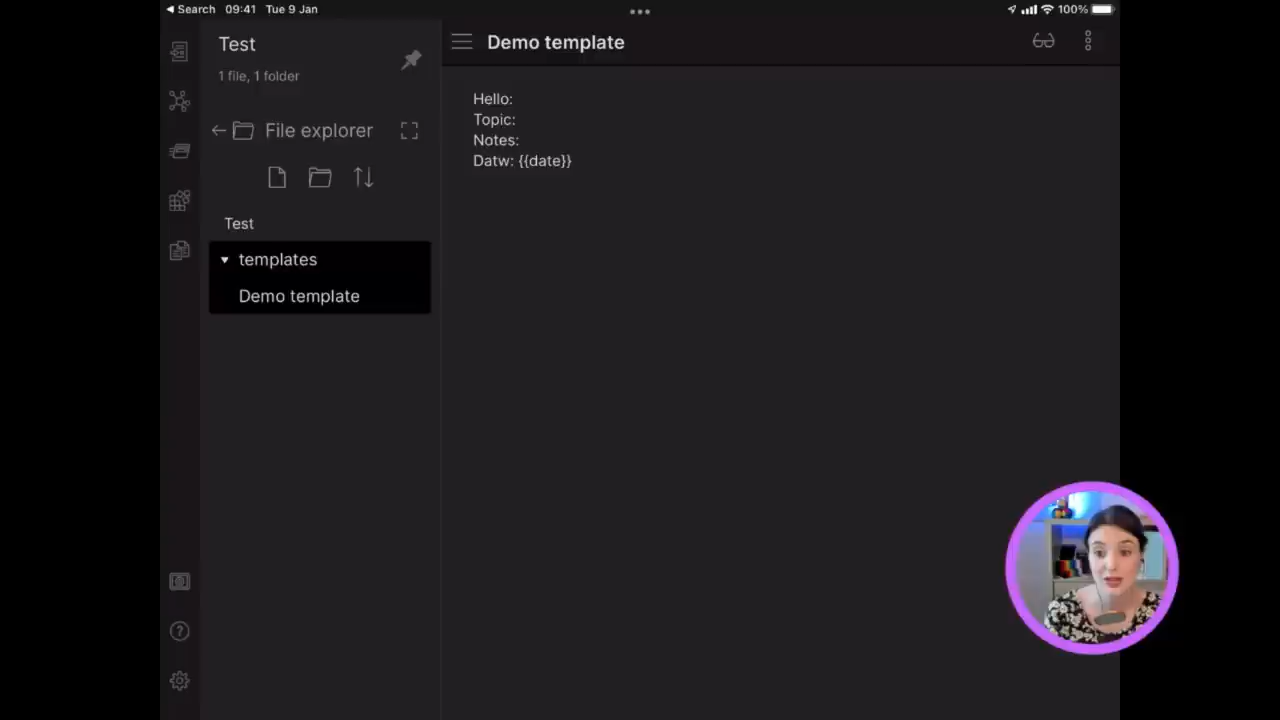 Search 09:41 Tue 9 Jan
100%
Test
1 file, 1 folder
File explorer
Test
templates
Demo template
Demo template
Hello:
Topic:
Notes:
Datw: {{date}}